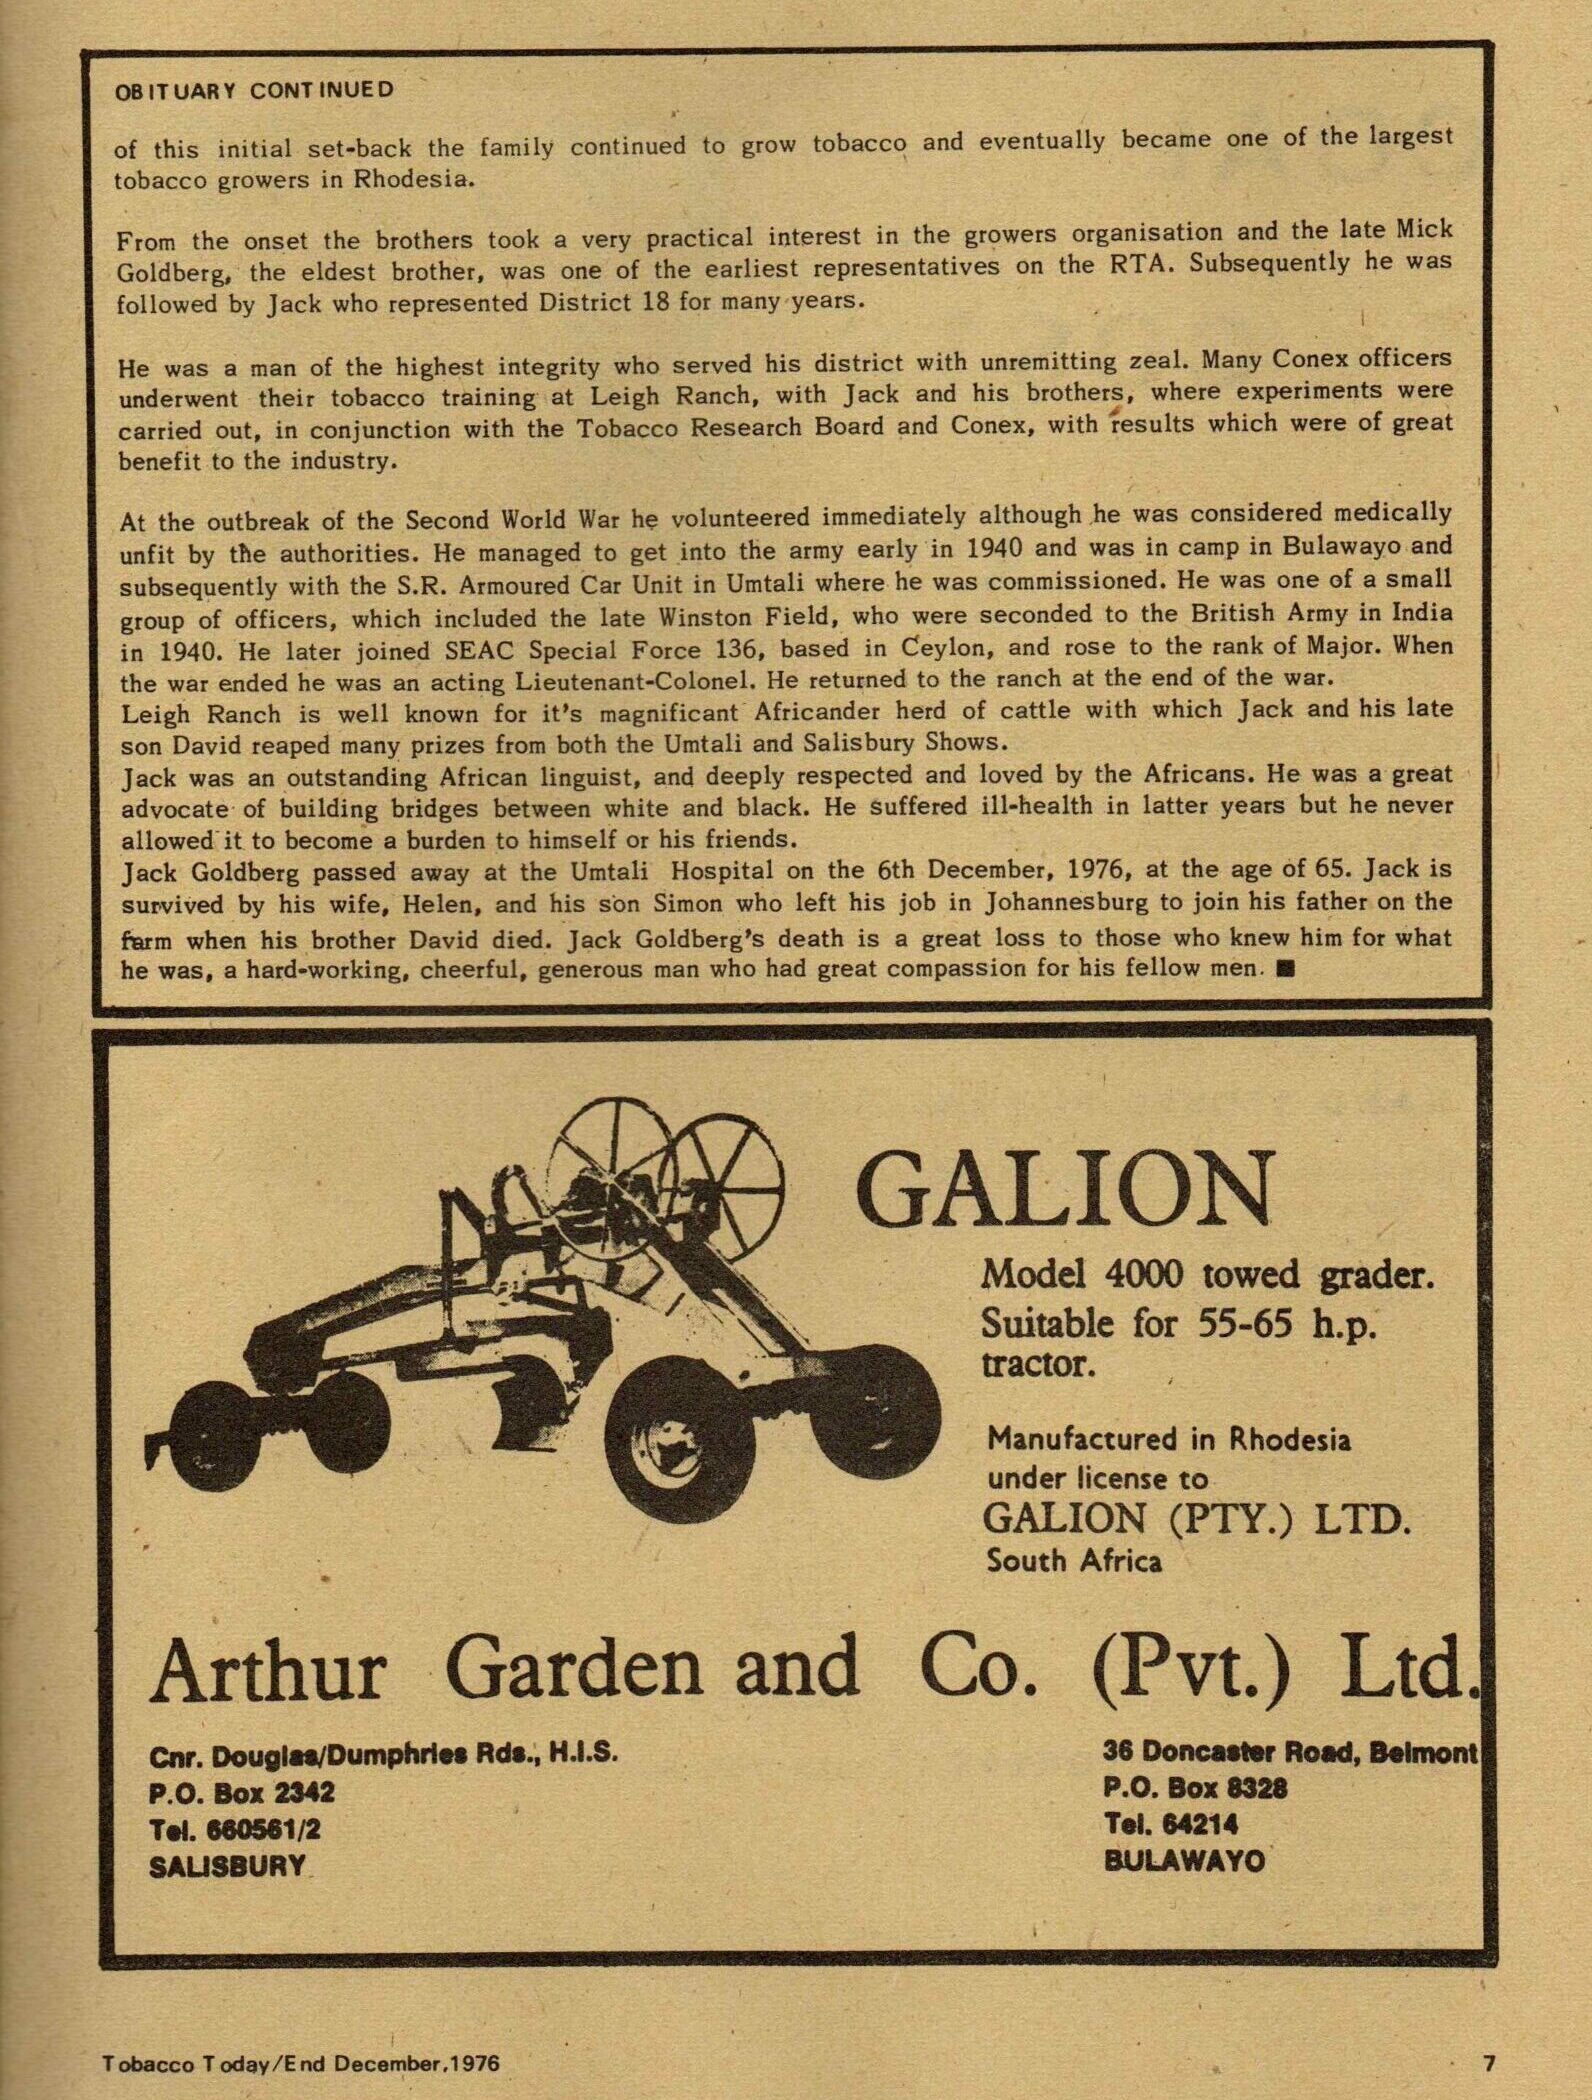 OBITUARY CONTINUED
of this initial set-back the family continued to grow tobacco and eventually became one of the largest
tobacco growers in Rhodesia.
From the onset the brothers took a very practical interest in the growers organisation and the late Mick
Goldberg, the eldest brother, was one of the earliest representatives on the RTA. Subsequently he was
followed by Jack who represented District 18 for many years.
He was a man of the highest integrity who served his district with unremitting zeal. Many Conex officers
underwent their tobacco training at Leigh Ranch, with Jack and his brothers, where experiments were
carried out, in conjunction with the Tobacco Research Board and Conex, with results which were of great
benefit to the industry.
At the outbreak of the Second World War he volunteered immediately although he was considered medically
unfit by the authorities. He managed to get into the army early in 1940 and was in camp in Bulawayo and
subsequently with the S.R. Armoured Car Unit in Umtali where he was commissioned. He was one of a small
group of officers, which included the late Winston Field, who were seconded to the British Army in India
in 1940. He later joined SEAC Special Force 136, based in Ceylon, and rose to the rank of Major. When
the war ended he was an acting Lieutenant-Colonel. He returned to the ranch at the end of the war.
Leigh Ranch is well known for it's magnificant Africander herd of cattle with which Jack and his late
son David reaped many prizes from both the Umtali and Salisbury Shows.
Jack was an outstanding African linguist, and deeply respected and loved by the Africans. He was a great
advocate of building bridges between white and black. He suffered ill-health in latter years but he never
allowed it to become a burden to himself or his friends.
Jack Goldberg passed away at the Umtali Hospital on the 6th December, 1976, at the age of 65. Jack is
survived by his wife, Helen, and his son Simon who left his job in Johannesburg to join his father on the
farm when his brother David died. Jack Goldberg's death is a great loss to those who knew him for what
he was, a hard-working, cheerful, generous man who had great compassion for his fellow men. ■
GALION
Model 4000 towed grader.
Suitable for 55-65 h.p.
tractor.
Manufactured in Rhodesia
under license to
GALION (PTY.) LTD.
South Africa
Arthur Garden and Co. (Pvt.) Ltd.
Cnr. Douglas/Dumphries Rds., H.I.S.
P.O. Box 2342
Tel. 660561/2
SALISBURY
36 Doncaster Road, Belmont
P.O. Box 8328
Tel. 64214
BULAWAYO
Tobacco Today/End December,1976
7